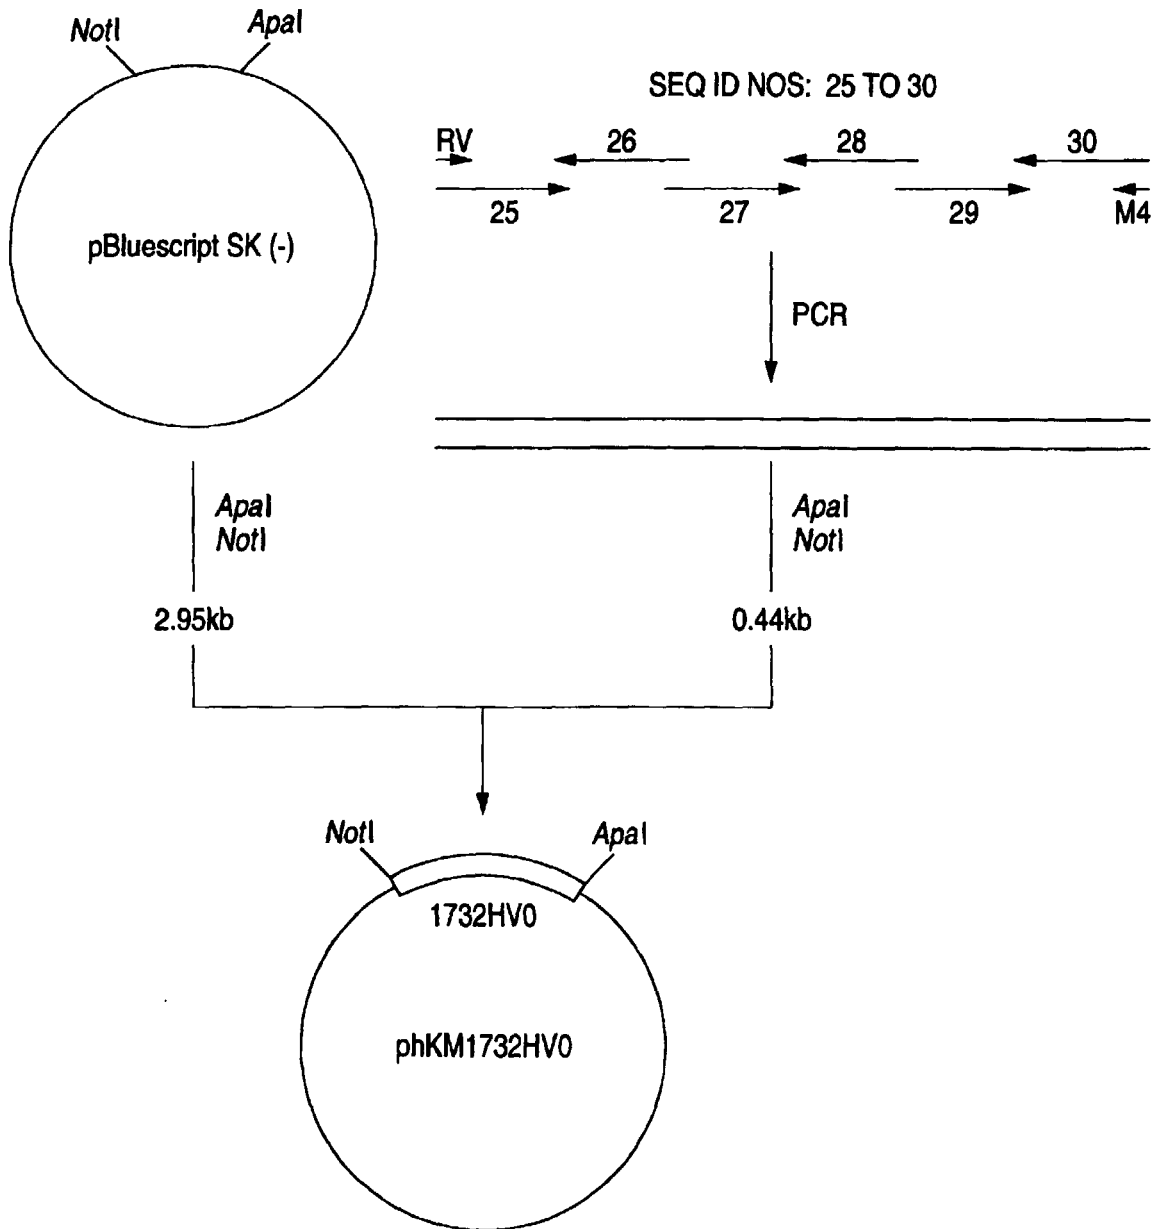 NotI
ApaI
pBluescript SK (-)
SEQ ID NOS: 25 TO 30
RV
26
28
30
25
27
29
M4
PCR
ApaI
NotI
ApaI
NotI
2.95kb
0.44kb
NotI
ApaI
1732HV0
phKM1732HV0